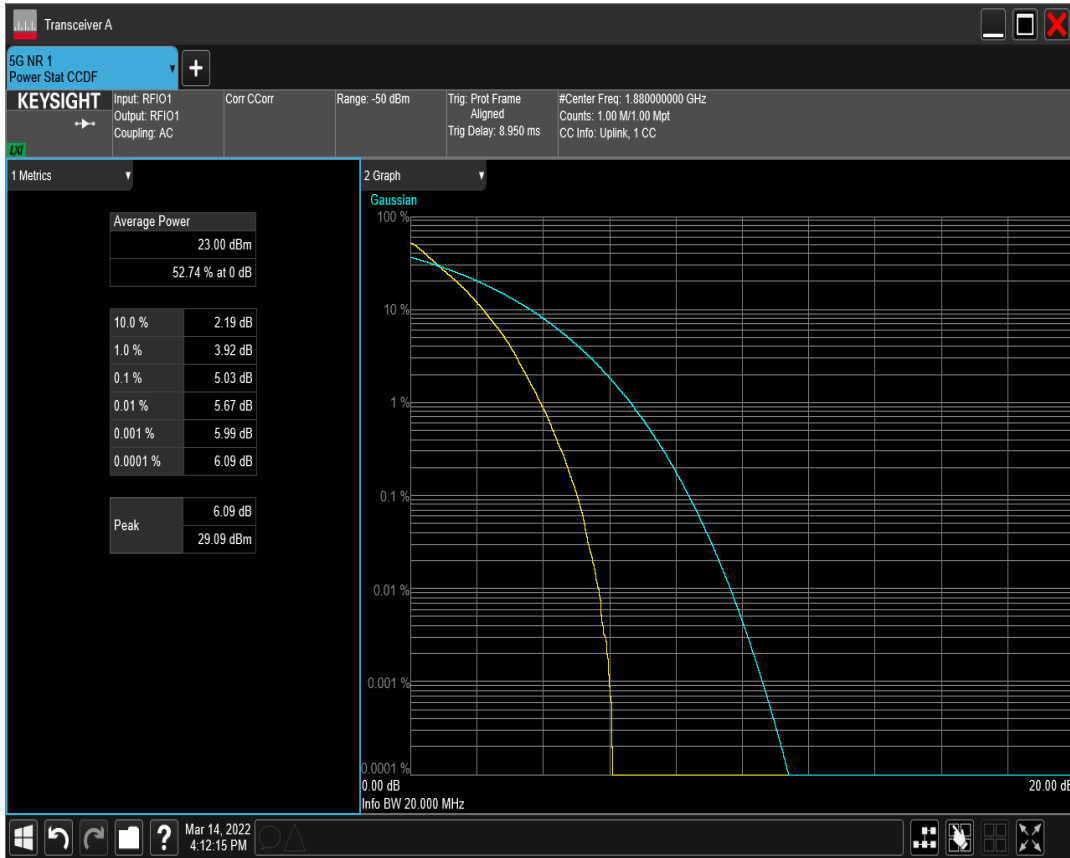 Transceiver A
5G NR 1
Power Stat CCDF
+
KEYSIGHT
LXI
Input: RFIO1
Output: RFIO1
Coupling: AC
Corr CCorr
Range: -50 dBm
Trig: Prot Frame
Aligned
Trig Delay: 8.950 ms
#Center Freq: 1.880000000 GHz
Counts: 1.00 M/1.00 Mpt
CC Info: Uplink, 1 CC
1 Metrics
Average Power
23.00 dBm
52.74 % at 0 dB
10.0 % 2.19 dB
1.0 % 3.92 dB
0.1 % 5.03 dB
0.01 % 5.67 dB
0.001 % 5.99 dB
0.0001 % 6.09 dB
Peak
6.09 dB
29.09 dBm
2 Graph
Gaussian
100 %
10 %
1 %
0.1 %
0.01 %
0.001 %
0.0001 %
0.00 dB
20.00 dB
Info BW 20.000 MHz
?
Mar 14, 2022
4:12:15 PM